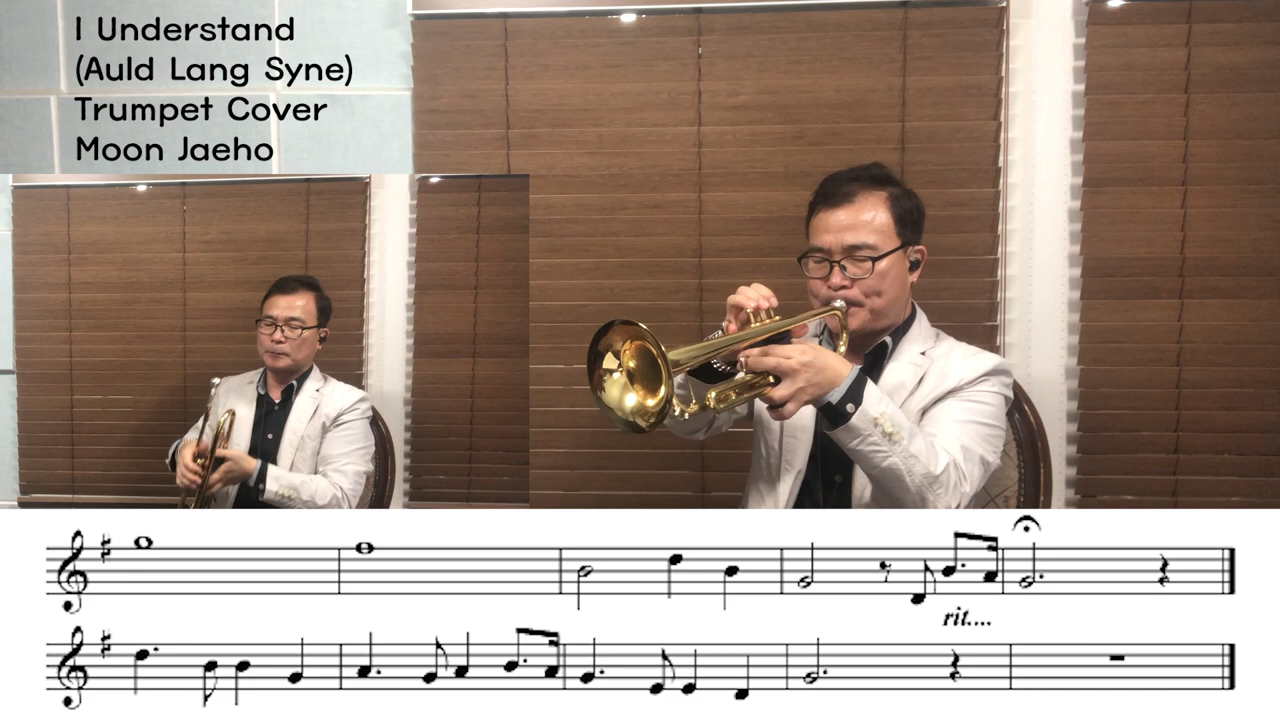 I Understand
(Auld Lang Syne)
Trumpet Cover
Moon Jaeho
rit....